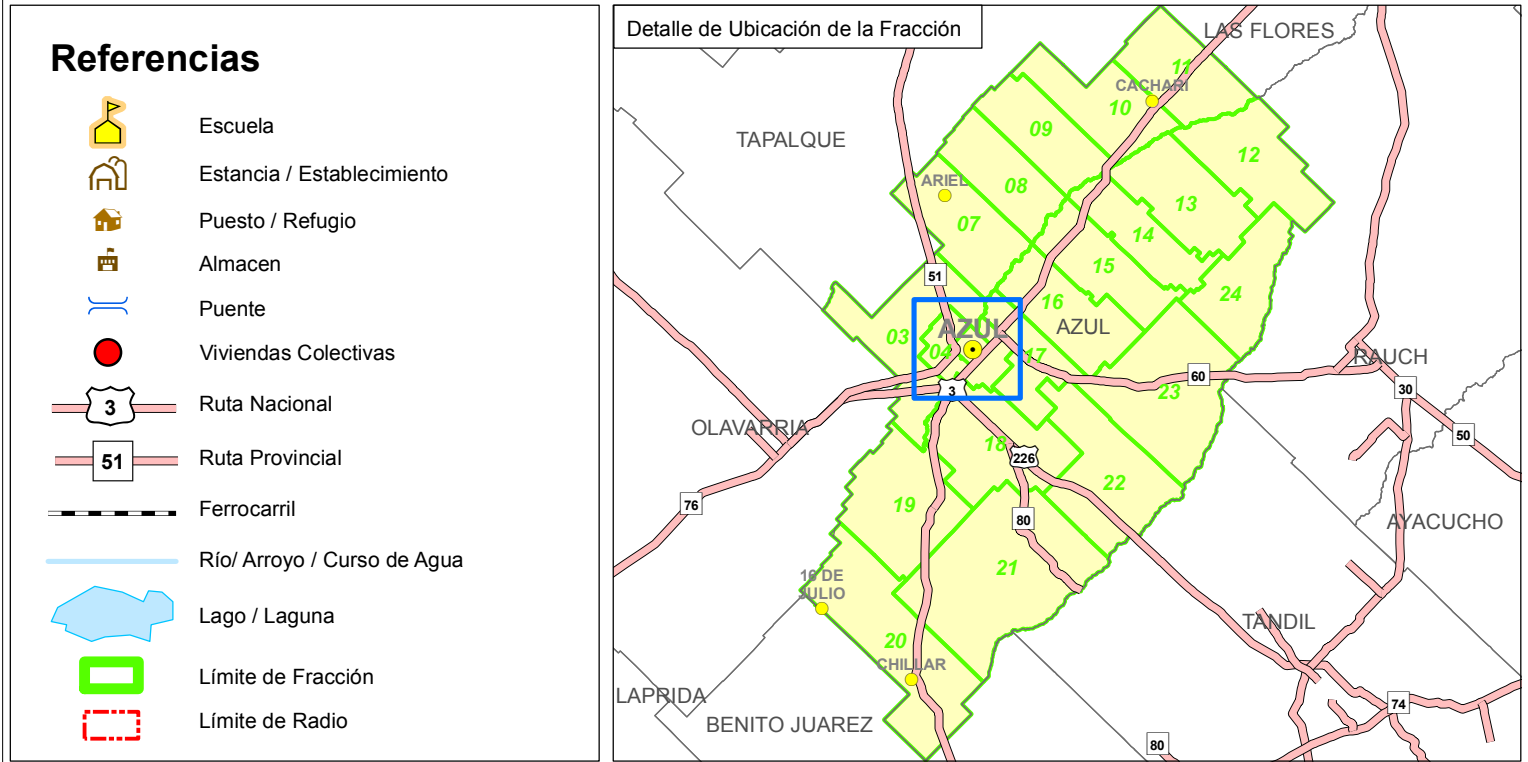 Referencias
Escuela
Estancia / Establecimiento
Puesto / Refugio
Almacen
Puente
Viviendas Colectivas
3
Ruta Nacional
51
Ruta Provincial
Ferrocarril
Río/ Arroyo / Curso de Agua
Lago / Laguna
Límite de Fracción
Límite de Radio
Detalle de Ubicación de la Fracción
LAS FLORES
11
CACHARI
10
09
TAPALQUE
12
ARIEL
08
13
07
14
15
51
24
16
03
AZUL
AZUL
04
17
RAUCH
60
3
23
30
OLAVARRIA
18
50
226
22
76
19
80
AYACUCHO
21
16 DE
JULIO
TANDIL
20
CHILLAR
LAPRIDA
74
BENITO JUAREZ
80